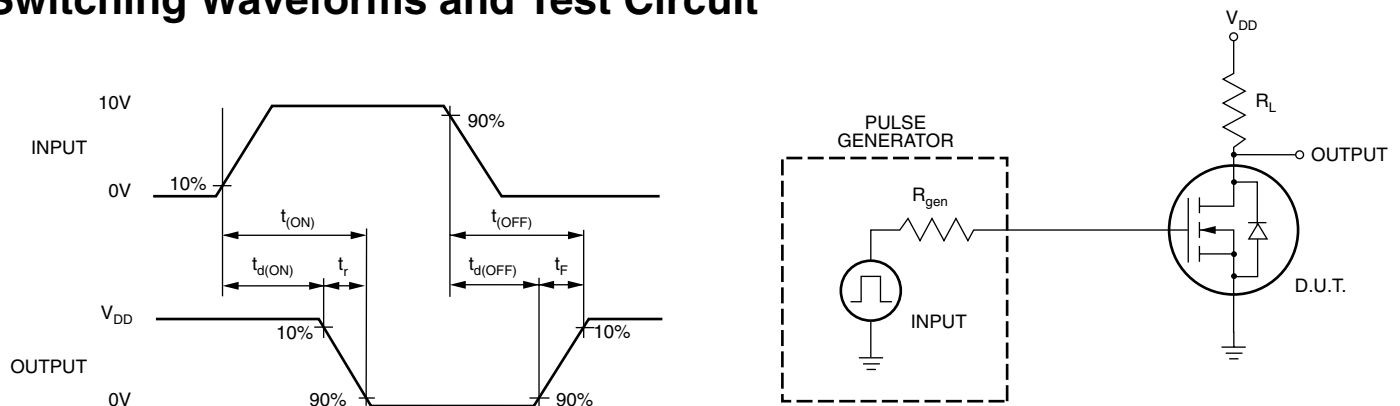 Switching Waveforms and Test Circuit
10V
INPUT
0V
10%
90%
t(ON)
t(OFF)
td(ON)
tr
td(OFF)
tF
VDD
OUTPUT
0V
10%
10%
90%
90%
PULSE
GENERATOR
Rgen
INPUT
VDD
RL
OUTPUT
D.U.T.